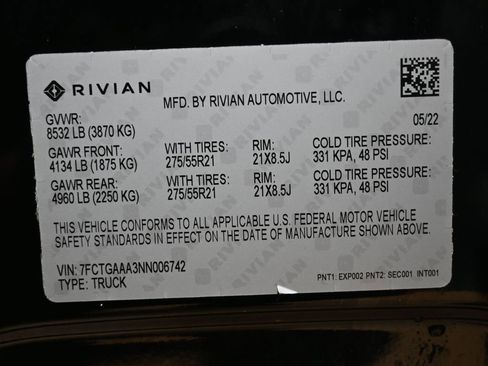 RIVIAN
MFD. BY RIVIAN AUTOMOTIVE, LLC.
GVWR:
8532 LB (3870 KG)
05/22
GAWR FRONT: WITH TIRES: RIM: COLD TIRE PRESSURE:
4134 LB (1875 KG) 275/55R21 21X8.5J 331 KPA, 48 PSI
GAWR REAR: WITH TIRES: RIM: COLD TIRE PRESSURE:
4960 LB (2250 KG) 275/55R21 21X8.5J 331 KPA, 48 PSI
THIS VEHICLE CONFORMS TO ALL APPLICABLE U.S. FEDERAL MOTOR VEHICLE
SAFETY STANDARDS IN EFFECT ON THE DATE OF MANUFACTURE SHOWN ABOVE.
VIN: 7FCTGAAA3NN006742
TYPE: TRUCK
PNT1: EXP002 PNT2: SEC001 INT001